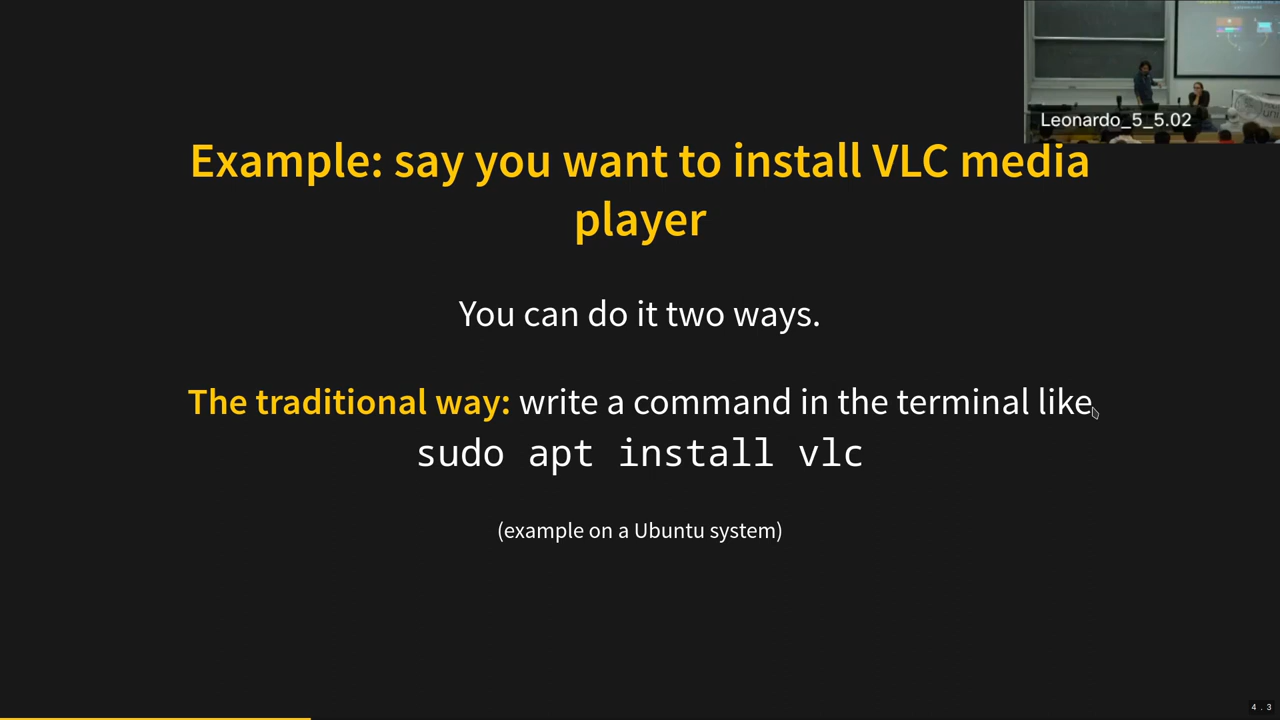 Leonardo_5_5.02
Example: say you want to install VLC media
player
You can do it two ways.
The traditional way: write a command in the terminal like
sudo apt install vlc
(example on a Ubuntu system)
4.3